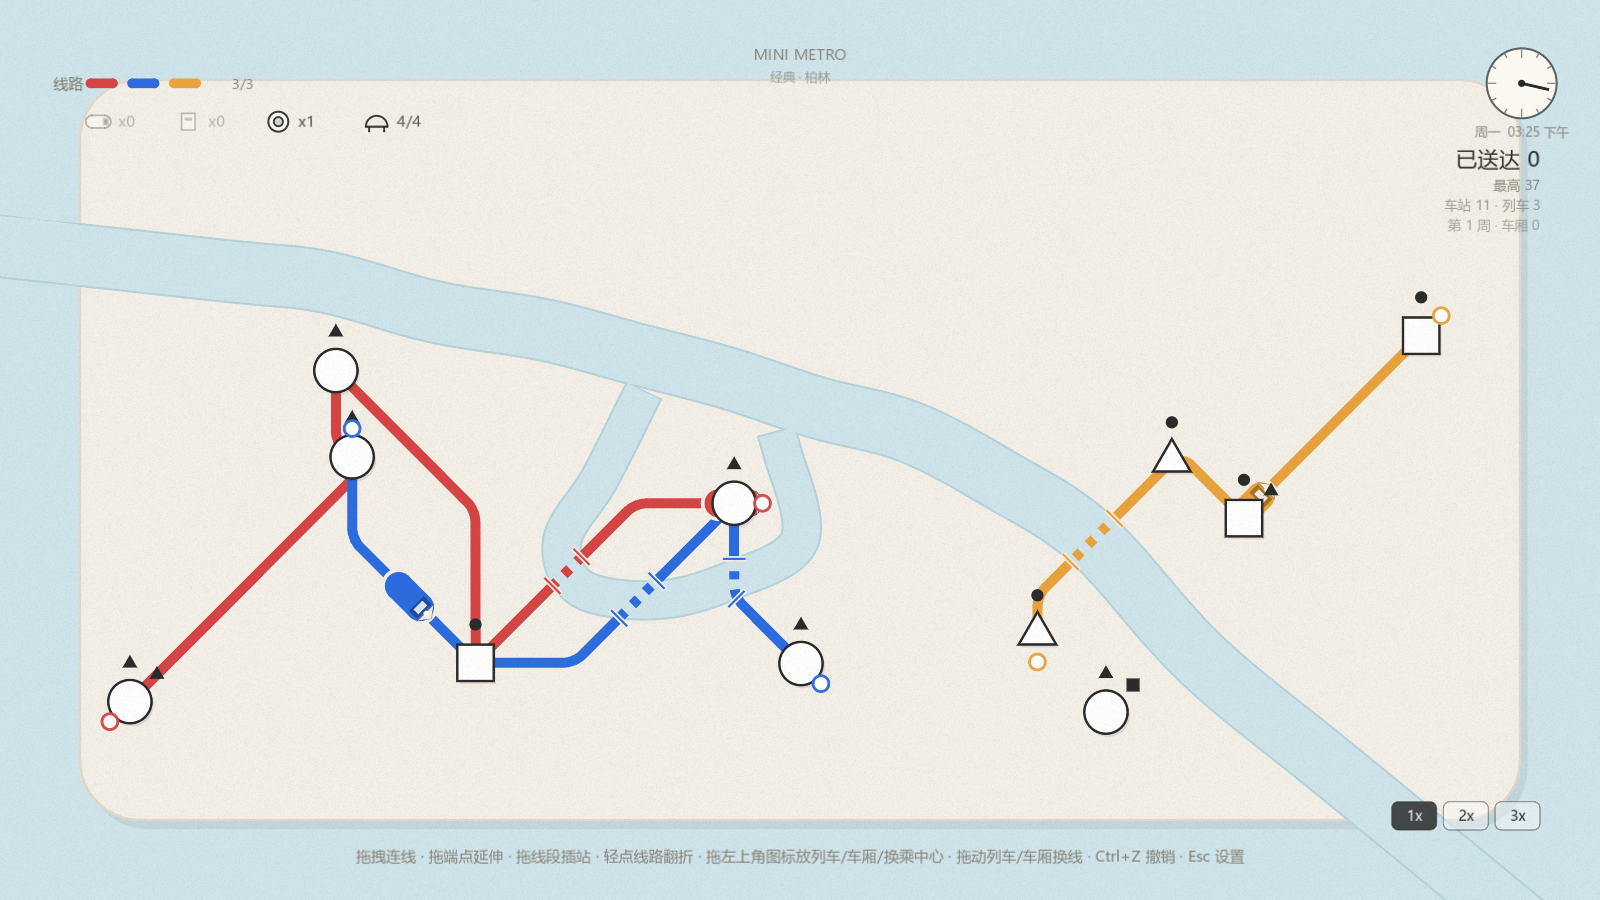 MINI METRO
经典 · 柏林
线路 3/3
x0 x0 x1 4/4
周一 03:25 下午
已送达 0
最高 37
车站 11 · 列车 3
第 1 周 · 车厢 0
1x 2x 3x
拖拽连线 · 拖端点延伸 · 拖线段插站 · 轻点线路翻折 · 拖左上角图标放列车/车厢/换乘中心 · 拖动列车/车厢换线 · Ctrl+Z 撤销 · Esc 设置